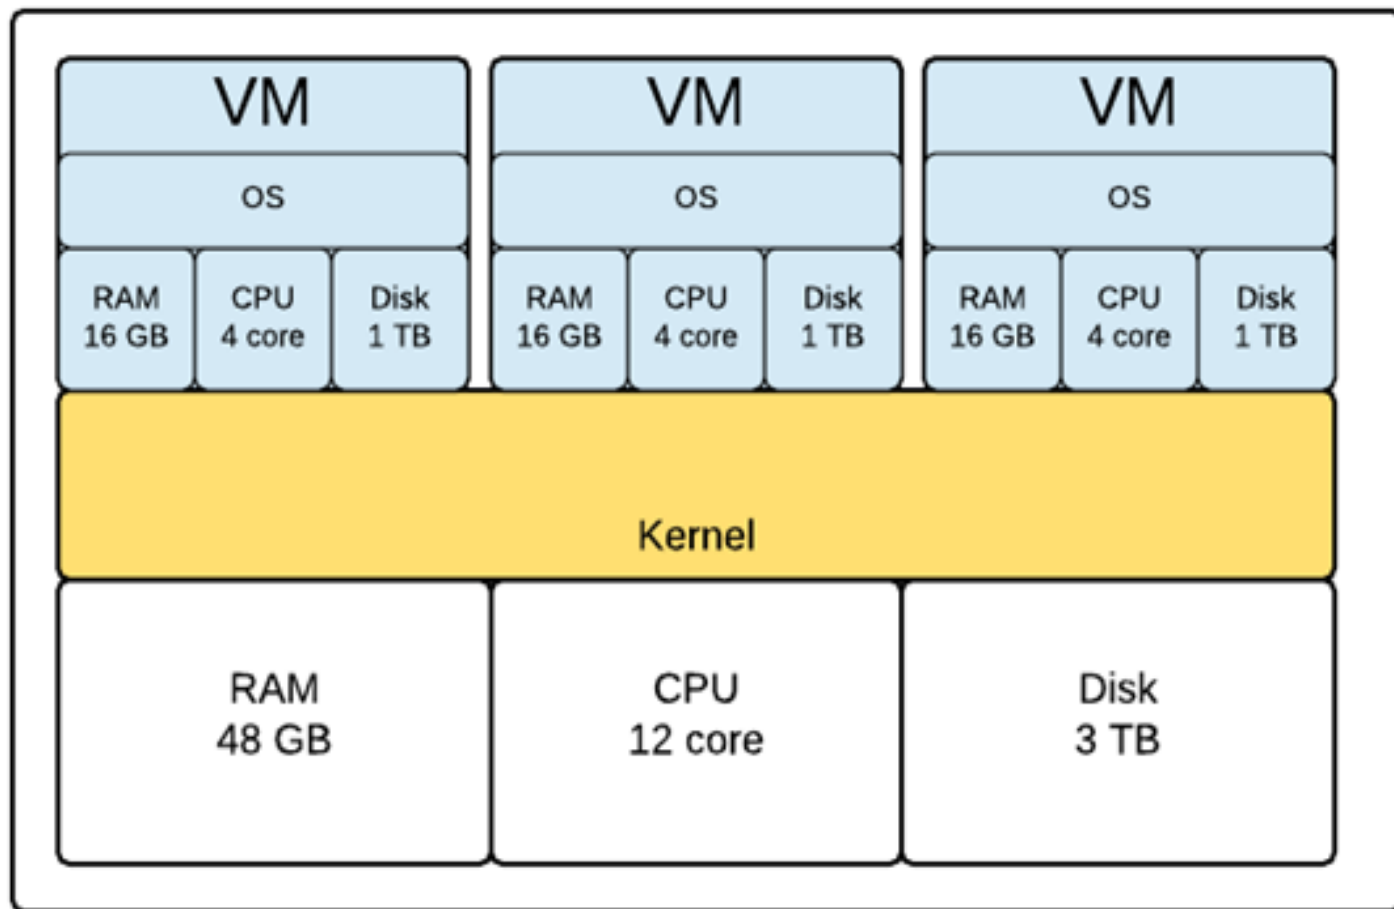 VM
OS
RAM
16 GB
CPU
4 core
Disk
1 TB
VM
OS
RAM
16 GB
CPU
4 core
Disk
1 TB
VM
OS
RAM
16 GB
CPU
4 core
Disk
1 TB
Kernel
RAM
48 GB
CPU
12 core
Disk
3 TB